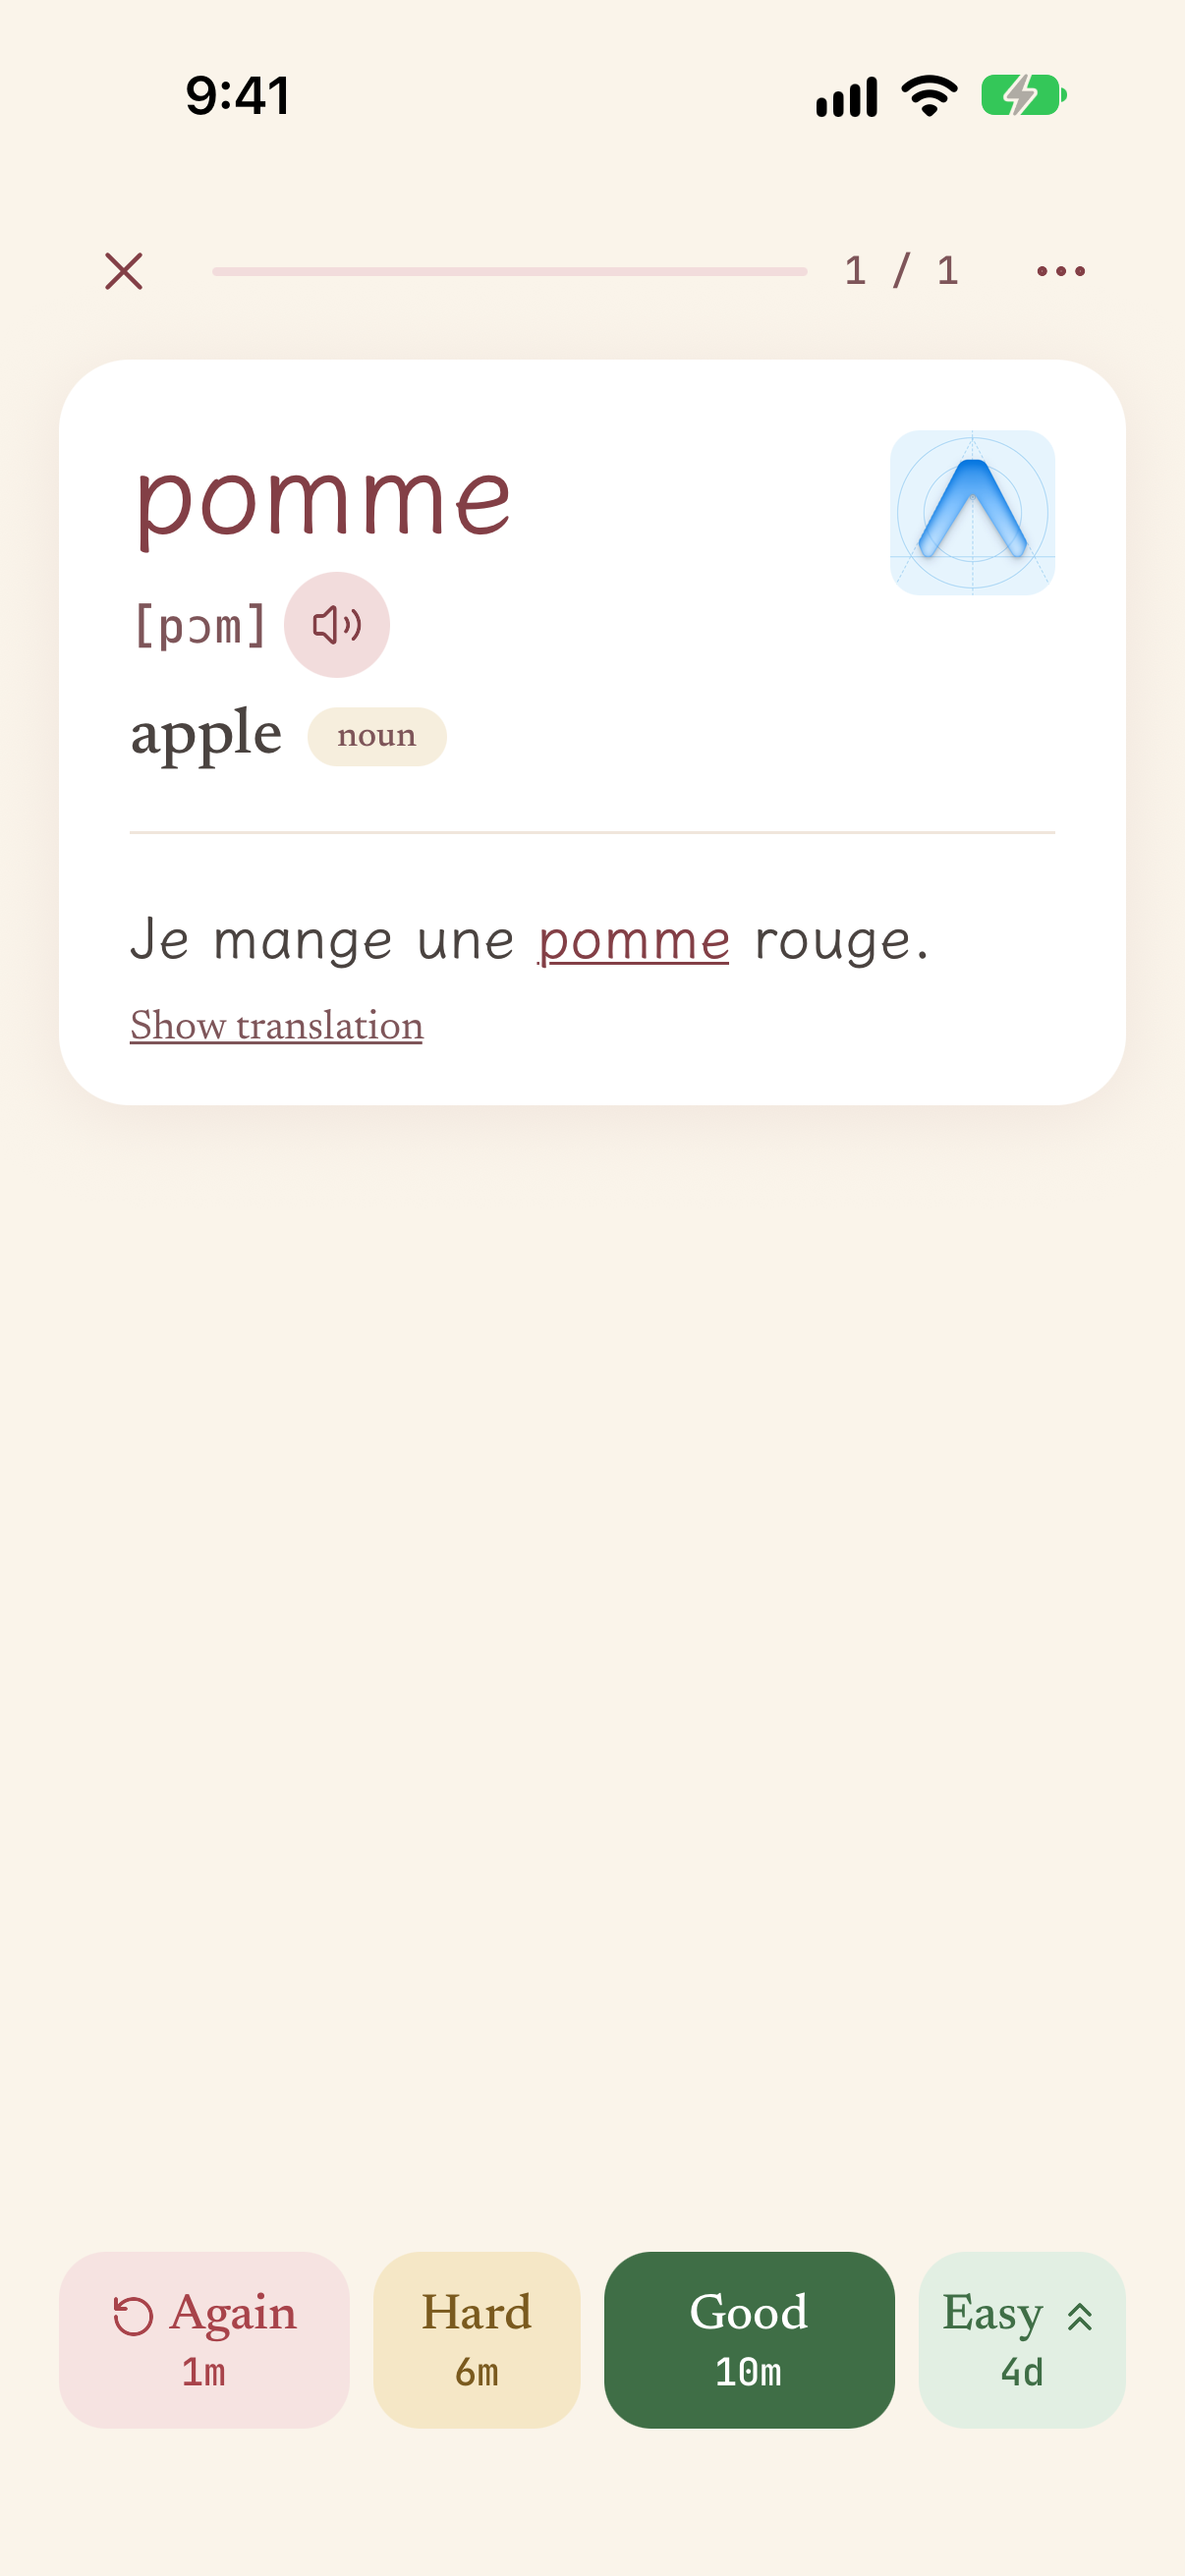 9:41
1 / 1
pomme
[pɔm]
apple noun
Je mange une pomme rouge.
Show translation
Again Hard Good Easy
1m 6m 10m 4d